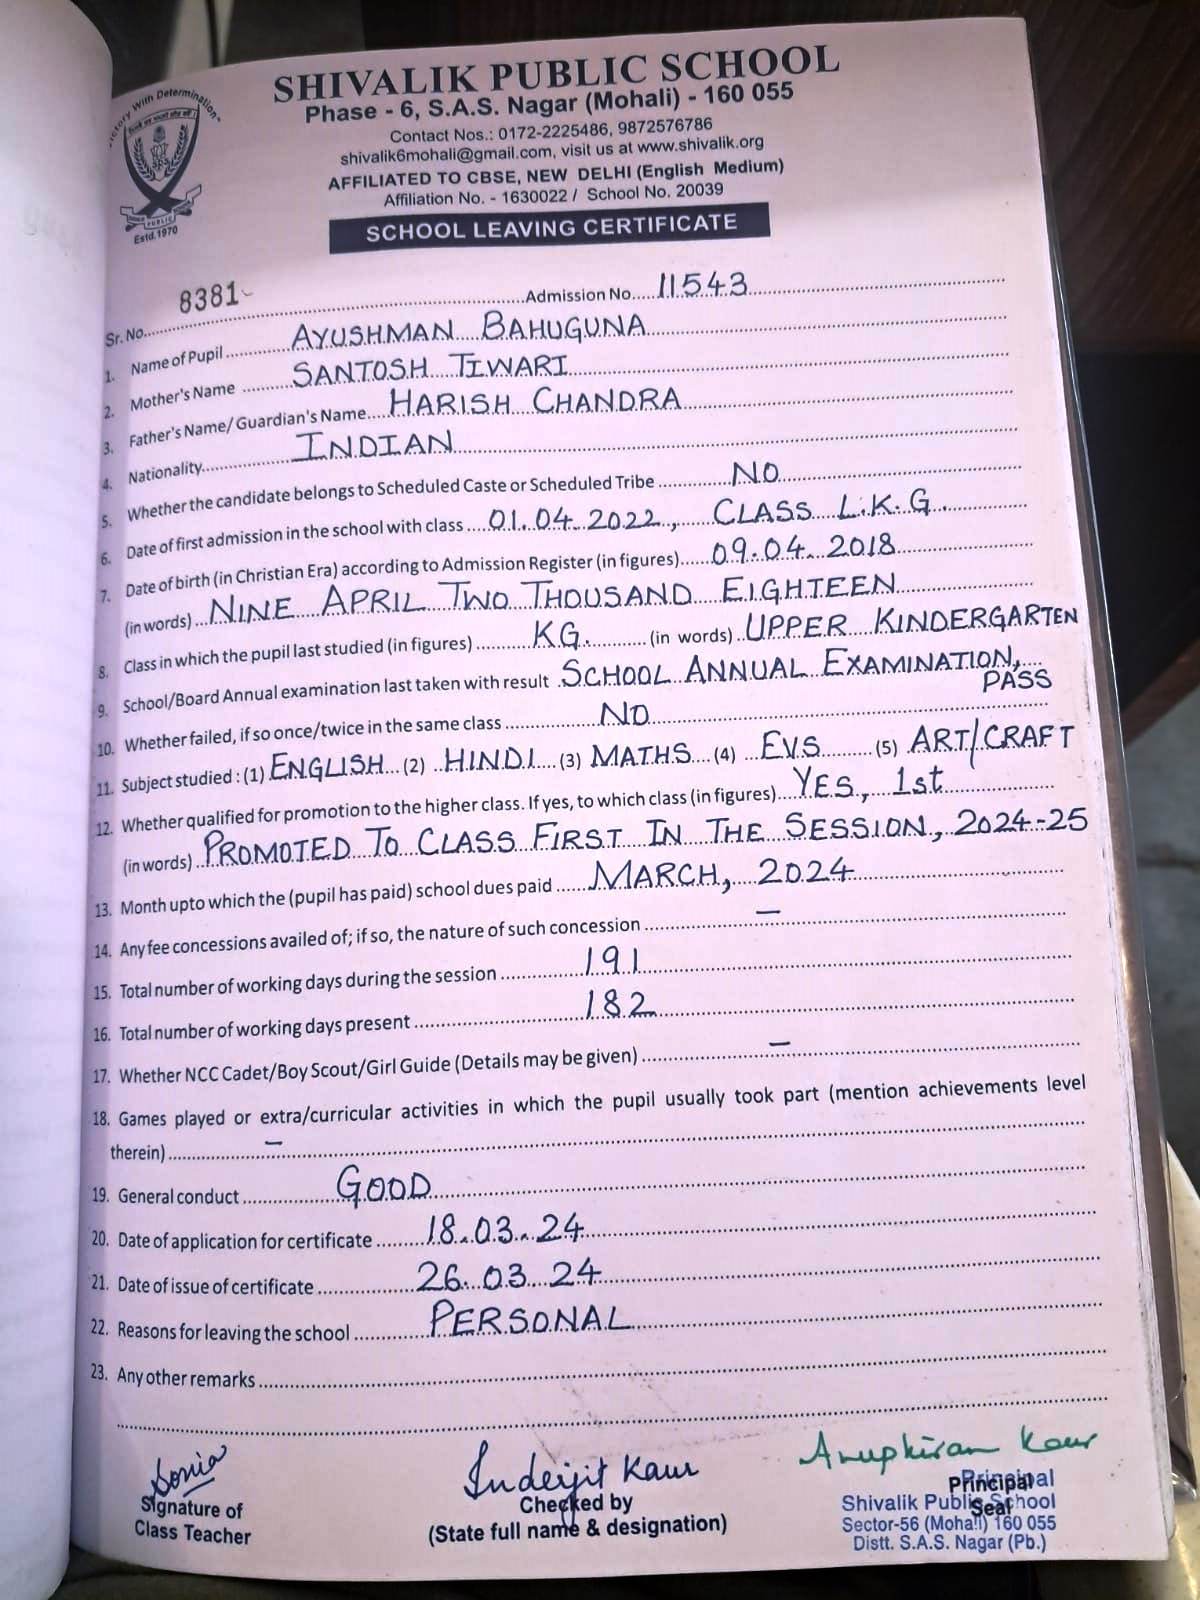 SHIVALIK PUBLIC SCHOOL
Phase - 6, S.A.S. Nagar (Mohali) - 160 055
Contact Nos.: 0172-2225486, 9872576786
shivalik6mohali@gmail.com, visit us at www.shivalik.org
AFFILIATED TO CBSE, NEW DELHI (English Medium)
Affiliation No. - 1630022 / School No. 20039
With Determination
PUBLIC
Estd.1970
SCHOOL LEAVING CERTIFICATE
Sr. No. 8381 Admission No. 11543
1. Name of Pupil AYUSHMAN BAHUGUNA
2. Mother's Name SANTOSH TIWARI
3. Father's Name/ Guardian's Name HARISH CHANDRA
4. Nationality INDIAN
5. Whether the candidate belongs to Scheduled Caste or Scheduled Tribe NO
6. Date of first admission in the school with class 01.04.2022, CLASS L.K.G.
7. Date of birth (in Christian Era) according to Admission Register (in figures) 09.04.2018
(in words) NINE APRIL TWO THOUSAND EIGHTEEN
8. Class in which the pupil last studied (in figures) KG. (in words) UPPER KINDERGARTEN
9. School/Board Annual examination last taken with result SCHOOL ANNUAL EXAMINATION,
PASS
10. Whether failed, if so once/twice in the same class NO
11. Subject studied : (1) ENGLISH (2) HINDI (3) MATHS (4) EVS (5) ART/CRAFT
12. Whether qualified for promotion to the higher class. If yes, to which class (in figures) YES, 1st
(in words) PROMOTED TO CLASS FIRST IN THE SESSION, 2024-25
13. Month upto which the (pupil has paid) school dues paid MARCH, 2024
14. Any fee concessions availed of; if so, the nature of such concession –
15. Total number of working days during the session 191
16. Total number of working days present 182
17. Whether NCC Cadet/Boy Scout/Girl Guide (Details may be given) –
18. Games played or extra/curricular activities in which the pupil usually took part (mention achievements level
therein) –
19. General conduct GOOD
20. Date of application for certificate 18.03.24
21. Date of issue of certificate 26.03.24
22. Reasons for leaving the school PERSONAL
23. Any other remarks
Sonia
Inderjit Kaur
Anupkiran Kaur
Signature of
Class Teacher
Checked by
(State full name & designation)
Principal
Seal
Principal
Shivalik Public School
Sector-56 (Mohali) 160 055
Distt. S.A.S. Nagar (Pb.)